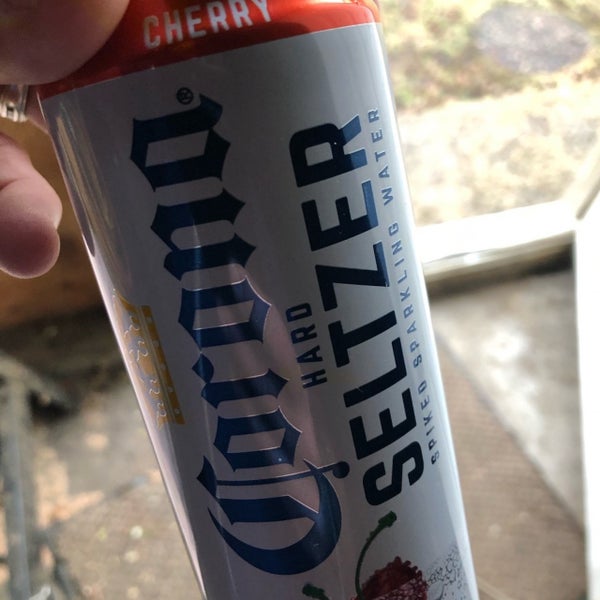 CHERRY
Corona®
HARD
SELTZER
SPIKED SPARKLING WATER